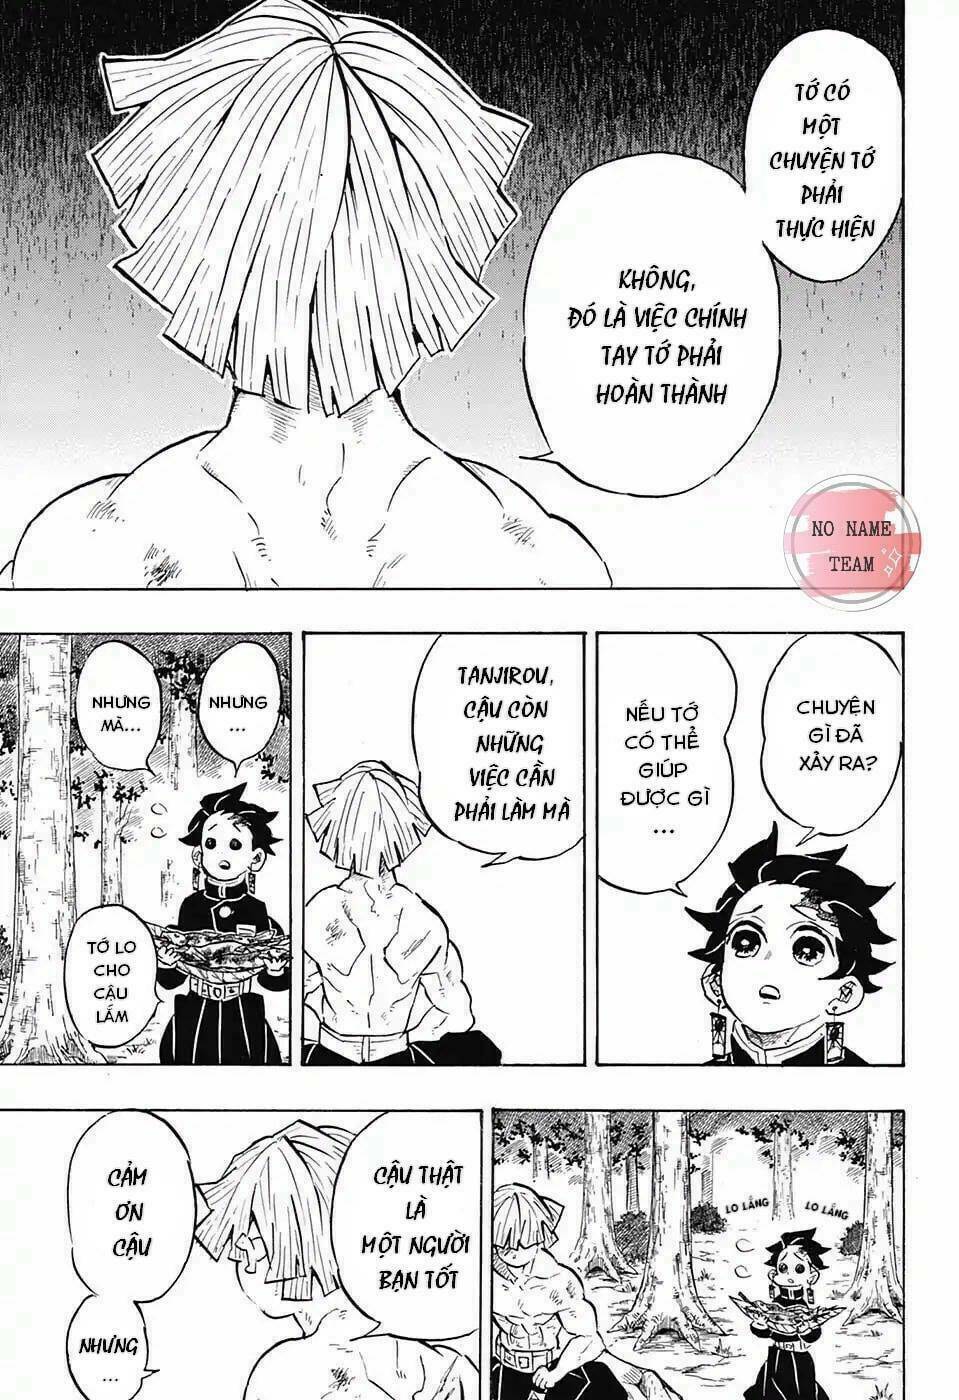 TỚ CÓ
MỘT
CHUYỆN TỚ
PHẢI
THỰC HIỆN
KHÔNG,
ĐÓ LÀ VIỆC CHÍNH
TAY TỚ PHẢI
HOÀN THÀNH
NO NAME
TEAM
CHUYỆN
GÌ ĐÃ
XẢY RA?
NẾU TỚ
CÓ THỂ
GIÚP
ĐƯỢC GÌ
...
TANJIROU,
CẬU CÒN
NHỮNG
VIỆC CẦN
PHẢI LÀM MÀ
NHƯNG
...
NHƯNG
MÀ...
TỚ LO
CHO
CẬU
LẮM
LO LẮNG
LO LẮNG
CẬU THẬT
LÀ
MỘT NGƯỜI
BẠN TỐT
CẢM
ƠN
CẬU
NHƯNG
...